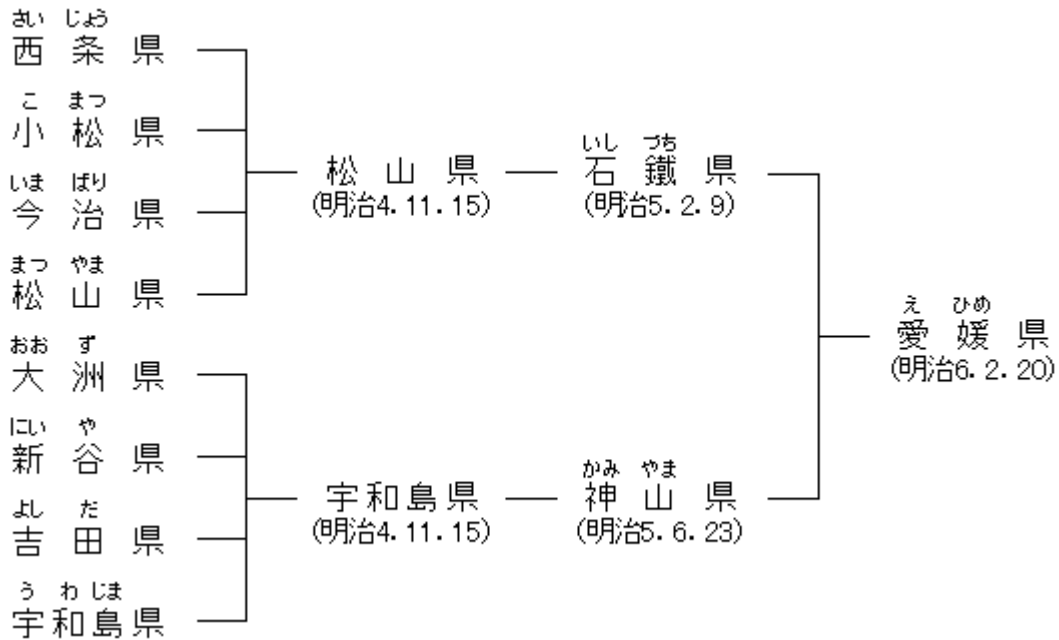 さい じょう
西条県
こ まつ
小松県
いま ばり
今治県
まつ やま
松山県
おお ず
大洲県
にい や
新谷県
よし だ
吉田県
う わ じま
宇和島県
松山県
(明治4.11.15)
宇和島県
(明治4.11.15)
いし づち
石鐵県
(明治5.2.9)
かみ やま
神山県
(明治5.6.23)
え ひめ
愛媛県
(明治6.2.20)